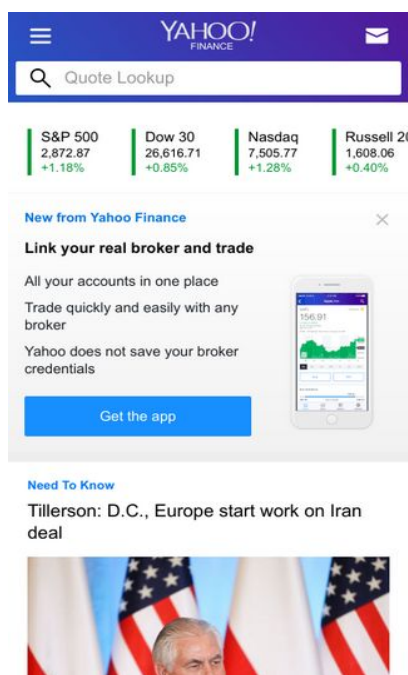 YAHOO!
FINANCE
Quote Lookup
S&P 500
2,872.87
+1.18%
Dow 30
26,616.71
+0.85%
Nasdaq
7,505.77
+1.28%
Russell 20
1,608.06
+0.40%
New from Yahoo Finance
Link your real broker and trade
All your accounts in one place
Trade quickly and easily with any
broker
Yahoo does not save your broker
credentials
156.91
Get the app
Need To Know
Tillerson: D.C., Europe start work on Iran
deal